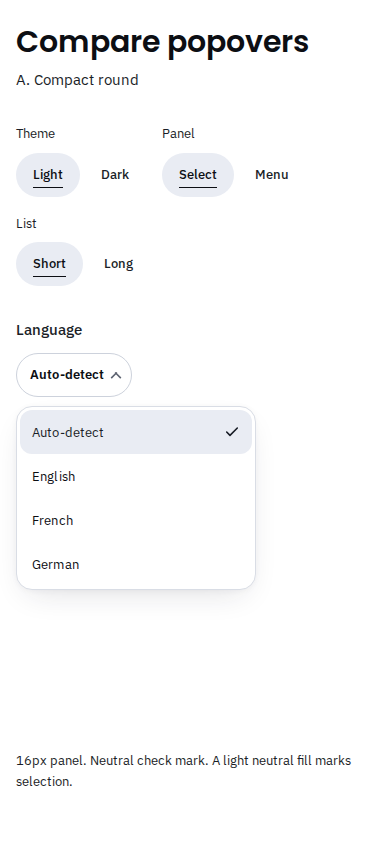 Compare popovers
A. Compact round
Theme
Panel
Light
Dark
Select
Menu
List
Short
Long
Language
Auto-detect
Auto-detect
English
French
German
16px panel. Neutral check mark. A light neutral fill marks
selection.